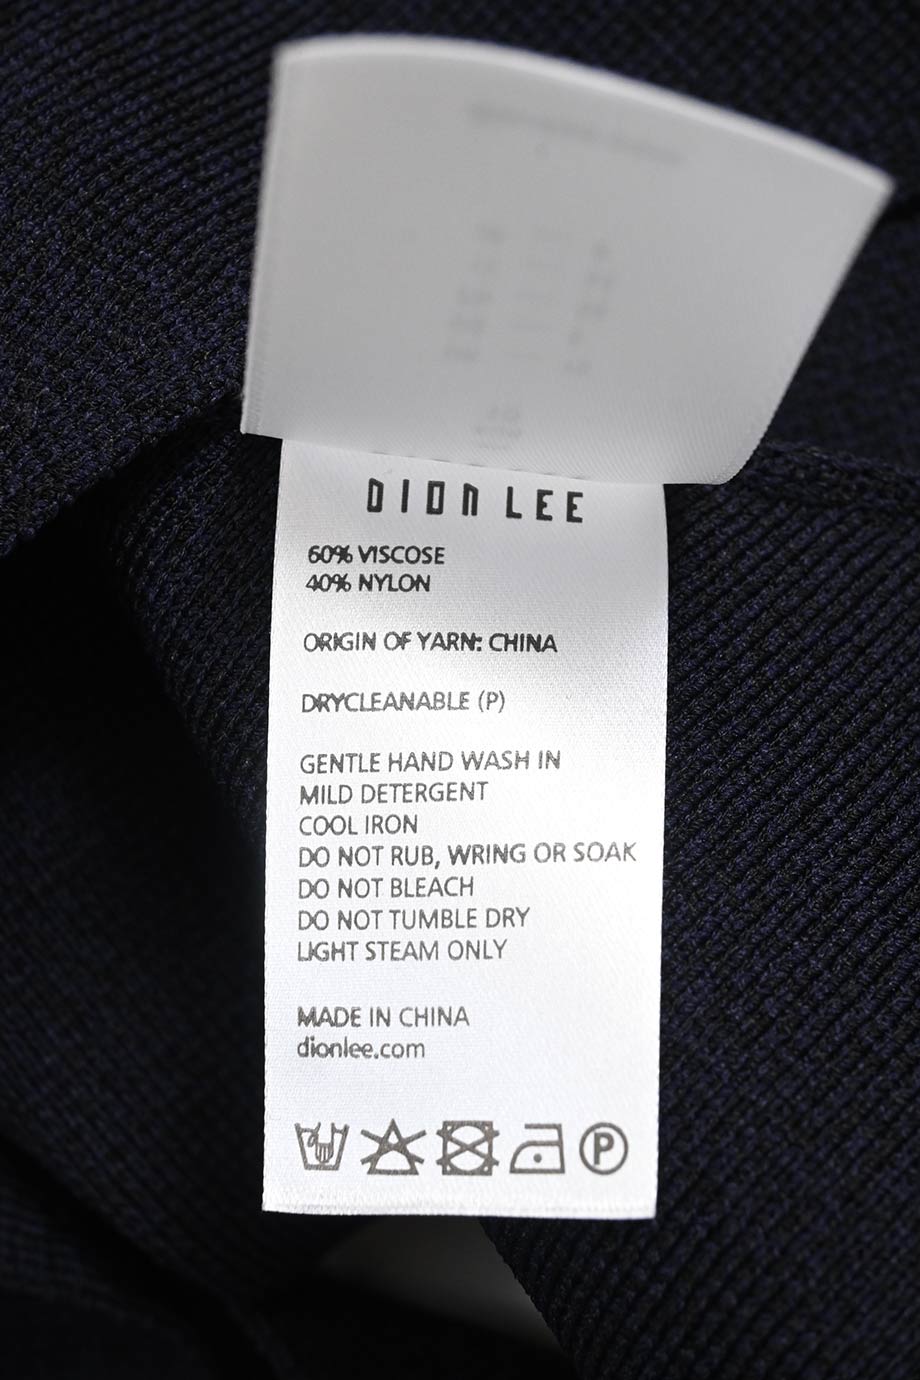 DION LEE
60% VISCOSE
40% NYLON
ORIGIN OF YARN: CHINA
DRYCLEANABLE (P)
GENTLE HAND WASH IN
MILD DETERGENT
COOL IRON
DO NOT RUB, WRING OR SOAK
DO NOT BLEACH
DO NOT TUMBLE DRY
LIGHT STEAM ONLY
MADE IN CHINA
dionlee.com
P